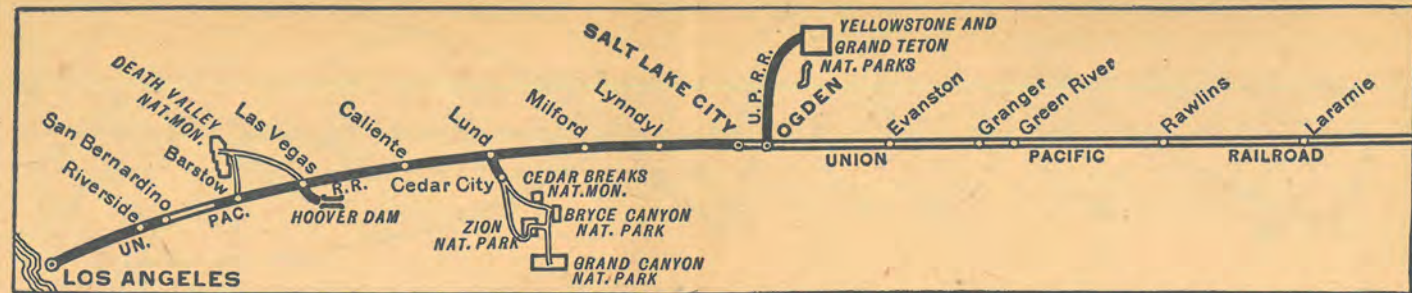 YELLOWSTONE AND
GRAND TETON
NAT. PARKS
U.P. R.R.
SALT LAKE CITY
OGDEN
Evanston
Granger
Green River
Rawlins
Laramie
UNION PACIFIC RAILROAD
Lynndyl
Milford
Lund
Caliente
Las Vegas
DEATH VALLEY
NAT. MON.
Barstow
San Bernardino
Riverside
UN. PAC. R.R.
HOOVER DAM
Cedar City
CEDAR BREAKS
NAT. MON.
BRYCE CANYON
NAT. PARK
ZION
NAT. PARK
GRAND CANYON
NAT. PARK
LOS ANGELES